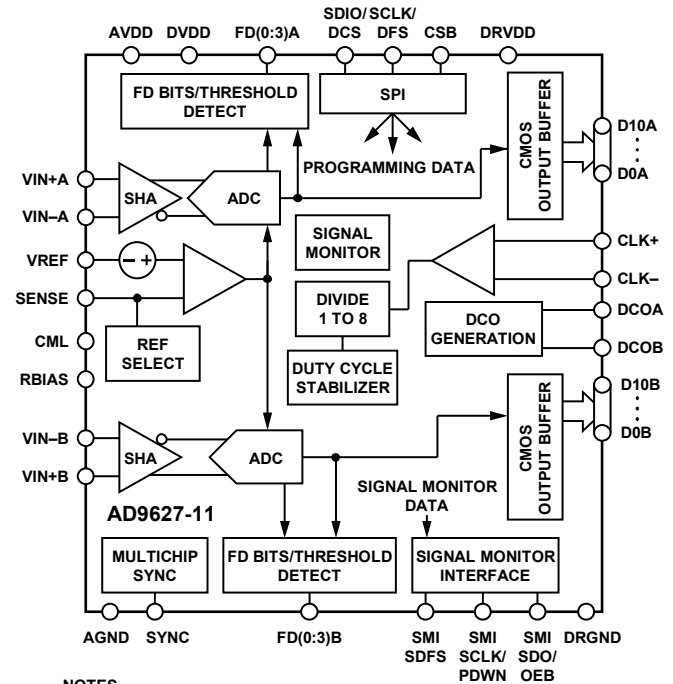 AVDD DVDD FD(0:3)A SDIO/ DCS SCLK/ DFS CSB DRVDD
FD BITS/THRESHOLD
DETECT
SPI
PROGRAMMING DATA
CMOS
OUTPUT BUFFER
D10A
D0A
VIN+A
VIN–A
SHA
ADC
VREF
– +
SENSE
SIGNAL
MONITOR
CLK+
CLK–
DIVIDE
1 TO 8
DCO
GENERATION
DCOA
DCOB
CML
REF
SELECT
RBIAS
DUTY CYCLE
STABILIZER
CMOS
OUTPUT BUFFER
D10B
D0B
VIN–B
VIN+B
SHA
ADC
SIGNAL MONITOR
DATA
AD9627-11
MULTICHIP
SYNC
FD BITS/THRESHOLD
DETECT
SIGNAL MONITOR
INTERFACE
AGND SYNC FD(0:3)B SMI SMI SMI DRGND
SDFS SCLK/ SDO/
PDWN OEB